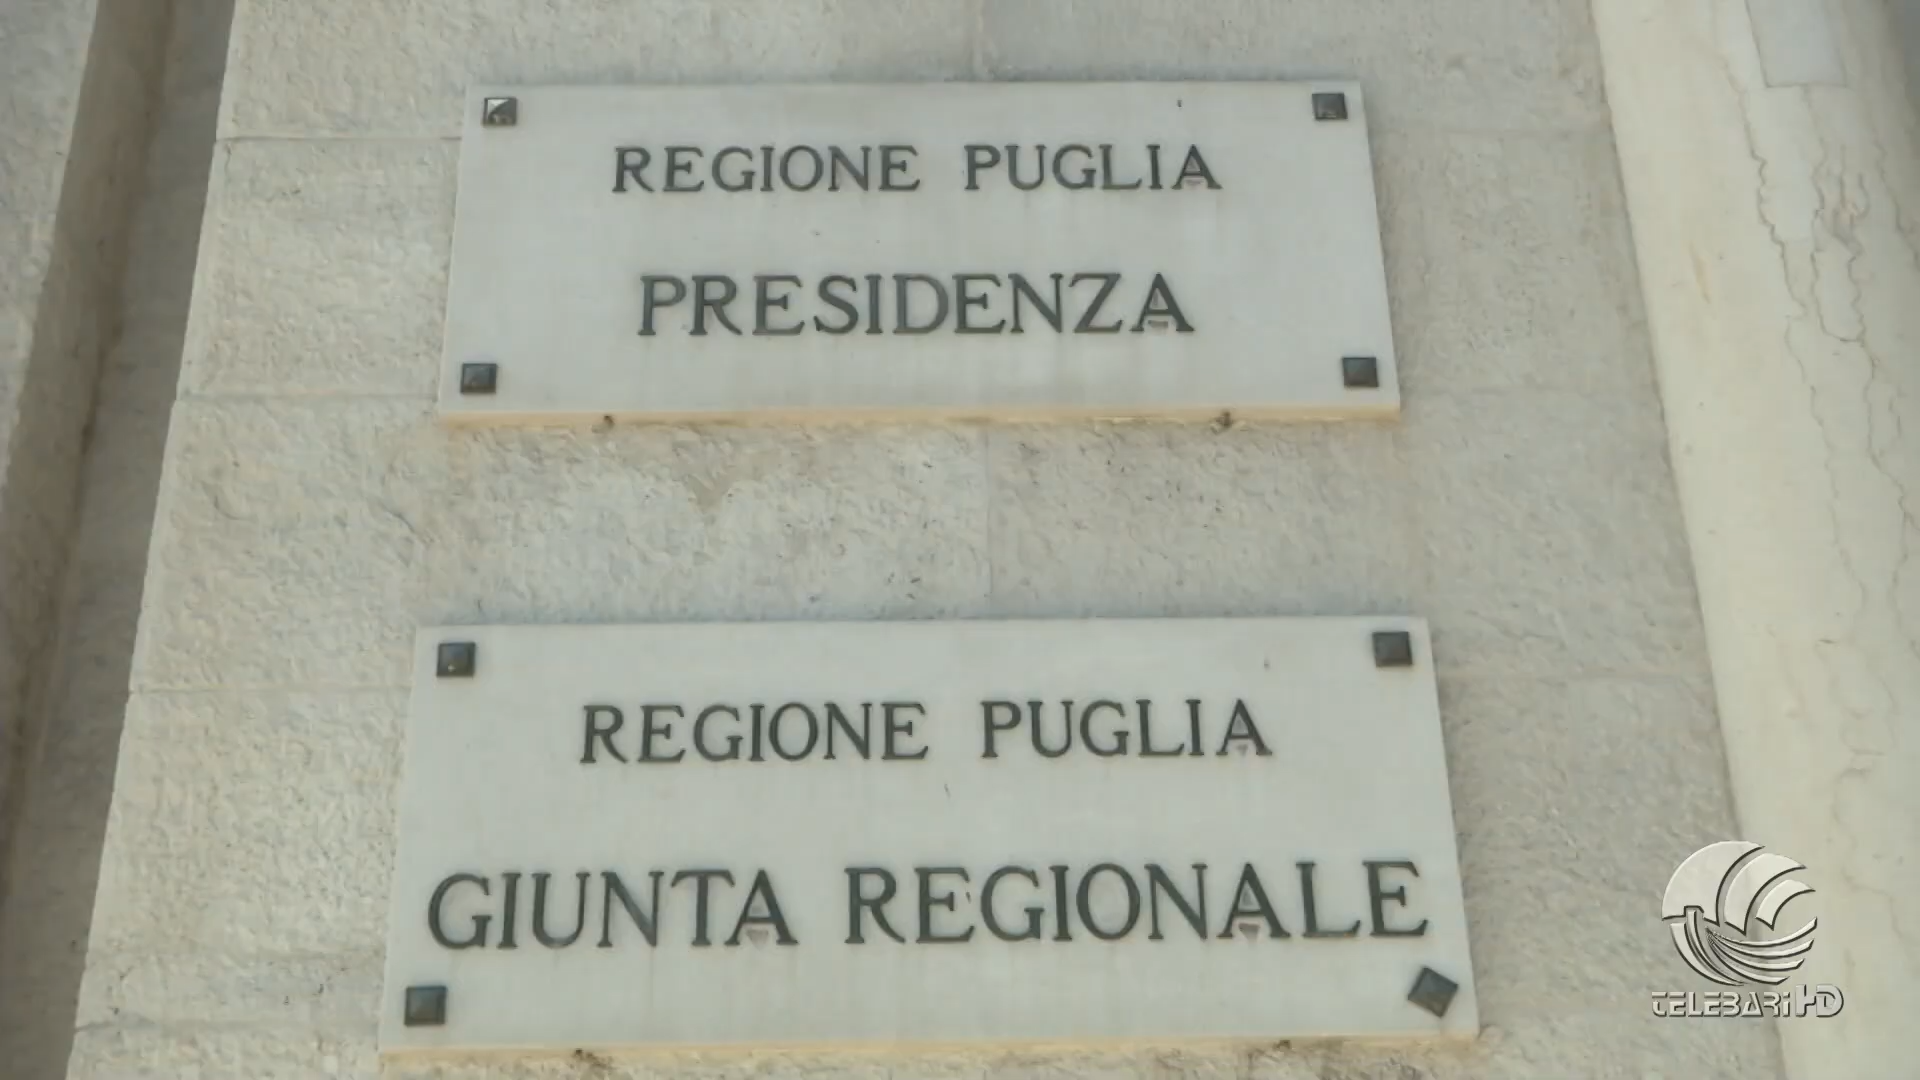 REGIONE PUGLIA
PRESIDENZA
REGIONE PUGLIA
GIUNTA REGIONALE
TELEBARI HD